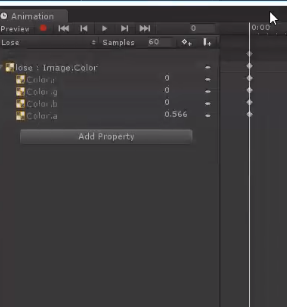 Animation
Preview 0 0:00
Lose Samples 60
lose : Image.Color
Color.r 0
Color.g 0
Color.b 0
Color.a 0.566
Add Property